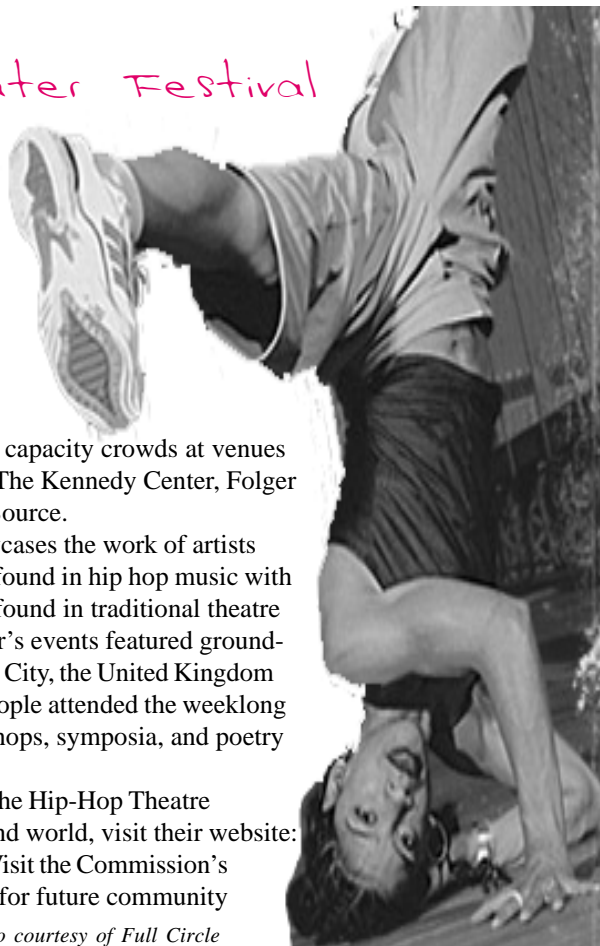 ter Festival
capacity crowds at venues
The Kennedy Center, Folger
ource.
cases the work of artists
found in hip hop music with
found in traditional theatre
r's events featured ground-
City, the United Kingdom
ople attended the weeklong
hops, symposia, and poetry
he Hip-Hop Theatre
nd world, visit their website:
Visit the Commission's
for future community
o courtesy of Full Circle